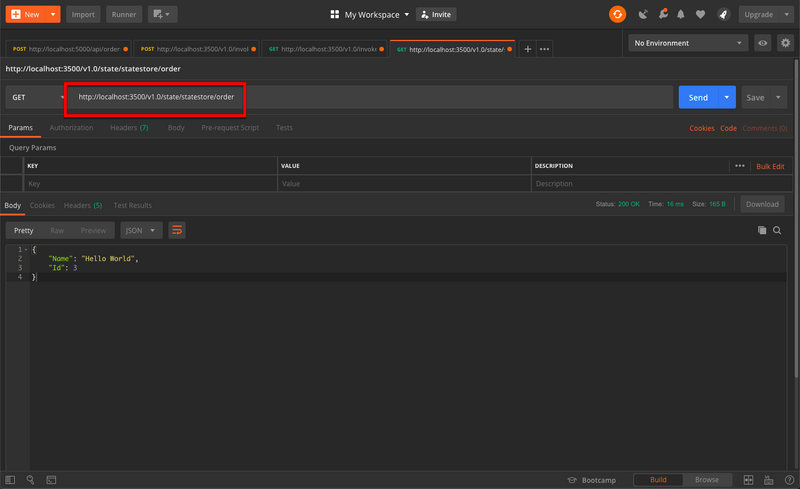 New Import Runner My Workspace Invite Upgrade
POST http://localhost:5000/api/order POST http://localhost:3500/v1.0/invol GET http://localhost:3500/v1.0/invoke GET http://localhost:3500/v1.0/state/ No Environment
http://localhost:3500/v1.0/state/statestore/order
GET http://localhost:3500/v1.0/state/statestore/order Send Save
Params Authorization Headers (7) Body Pre-request Script Tests Cookies Code Comments (0)
Query Params
KEY VALUE DESCRIPTION Bulk Edit
Key Value Description
Body Cookies Headers (5) Test Results Status: 200 OK Time: 16 ms Size: 165 B Download
Pretty Raw Preview JSON
1 {
2 "Name": "Hello World",
3 "Id": 3
4 }
Bootcamp Build Browse